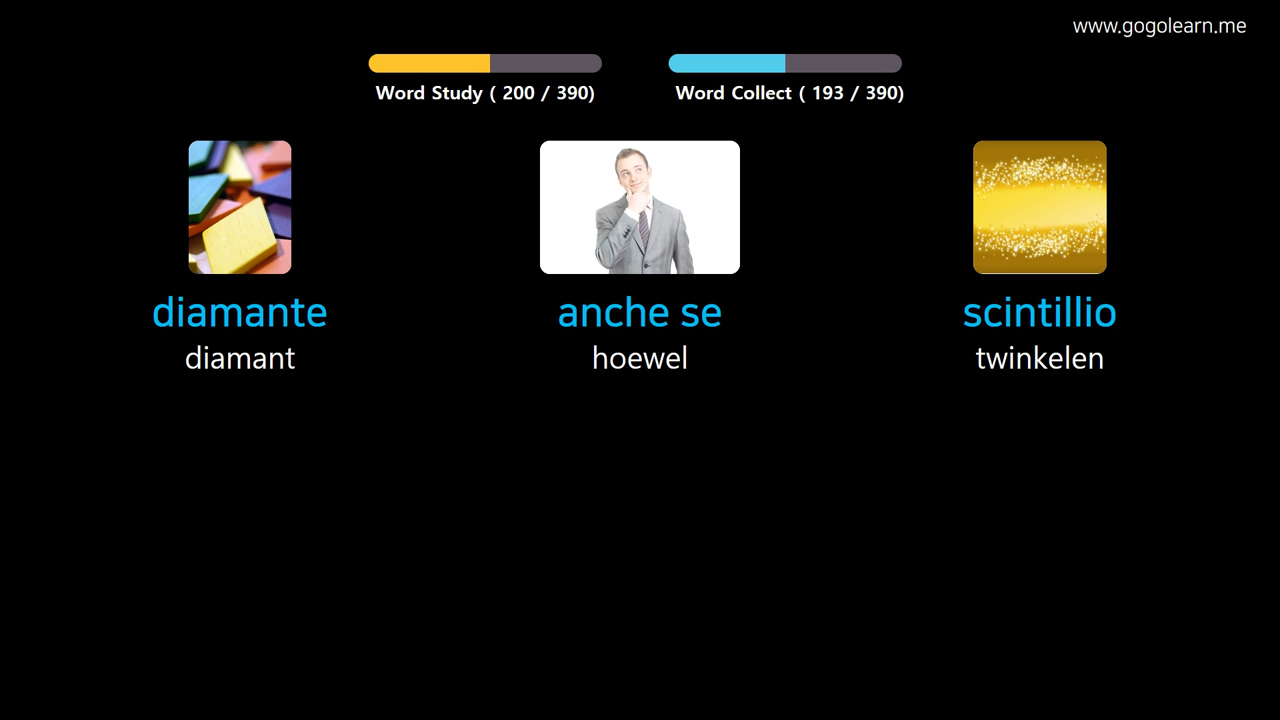 www.gogolearn.me
Word Study ( 200 / 390)
Word Collect ( 193 / 390)
diamante
diamant
anche se
hoewel
scintillio
twinkelen